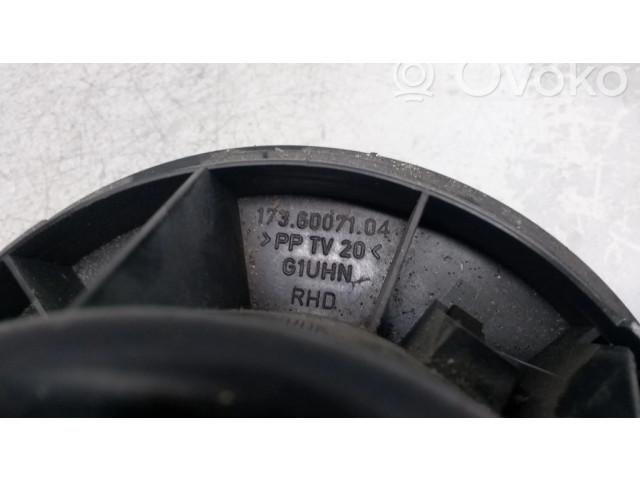 Ovoko
173.60071.04
>PP TV 20<
G1UHN
RHD